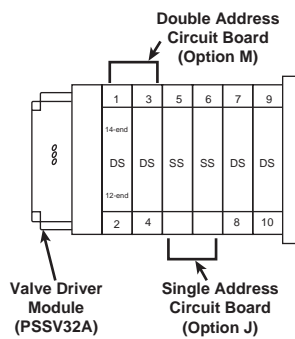 Double Address
Circuit Board
(Option M)
1 3 5 6 7 9
14-end
DS DS SS SS DS DS
12-end
2 4 8 10
Valve Driver
Module
(PSSV32A)
Single Address
Circuit Board
(Option J)